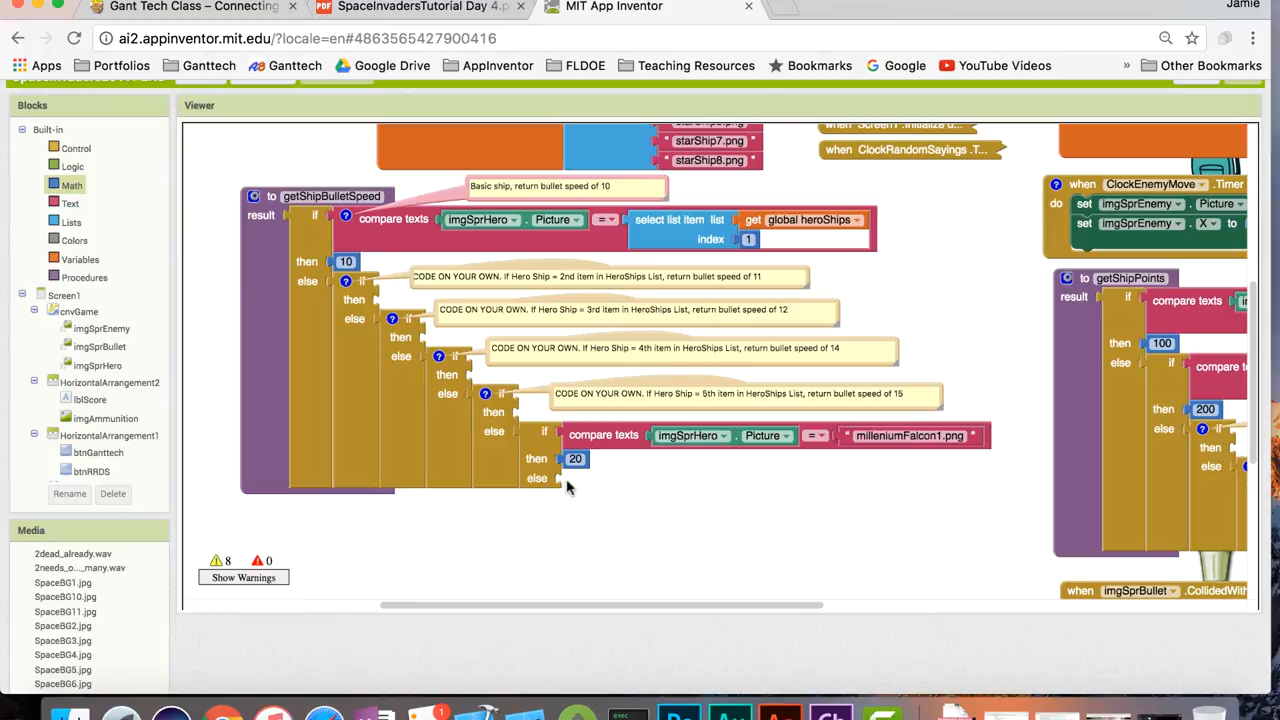 Gant Tech Class – Connecting
SpaceInvadersTutorial Day 4.p
MIT App Inventor
Jamie
ai2.appinventor.mit.edu/?locale=en#4863565427900416
Apps Portfolios Ganttech Ganttech Google Drive AppInventor FLDOE Teaching Resources Bookmarks Google YouTube Videos » Other Bookmarks
Blocks
Viewer
Built-in
Control
Logic
Math
Text
Lists
Colors
Variables
Procedures
Screen1
cnvGame
imgSprEnemy
imgSprBullet
imgSprHero
HorizontalArrangement2
lblScore
imgAmmunition
HorizontalArrangement1
btnGanttech
btnRRDS
Rename Delete
Media
2dead_already.wav
2needs_o..._many.wav
SpaceBG1.jpg
SpaceBG10.jpg
SpaceBG11.jpg
SpaceBG2.jpg
SpaceBG3.jpg
SpaceBG4.jpg
SpaceBG5.jpg
SpaceBG6.jpg
" starShip7.png "
" starShip8.png "
when Screen1 .Initialize d...
when ClockRandomSayings .T...
to getShipBulletSpeed
Basic ship, return bullet speed of 10
result if ? compare texts imgSprHero . Picture = select list item list get global heroShips
index 1
then 10
else ? if CODE ON YOUR OWN. If Hero Ship = 2nd item in HeroShips List, return bullet speed of 11
then
else ? if CODE ON YOUR OWN. If Hero Ship = 3rd item in HeroShips List, return bullet speed of 12
then
else ? if CODE ON YOUR OWN. If Hero Ship = 4th item in HeroShips List, return bullet speed of 14
then
else ? if CODE ON YOUR OWN. If Hero Ship = 5th item in HeroShips List, return bullet speed of 15
then
else if compare texts imgSprHero . Picture = " milleniumFalcon1.png "
then 20
else
8 0
Show Warnings
? when ClockEnemyMove .Timer
do set imgSprEnemy . Picture
set imgSprEnemy . X to
to getShipPoints
result if compare texts
then 100
else if compare te
then 200
else ? if
then
else
when imgSprBullet .CollidedWith
exec